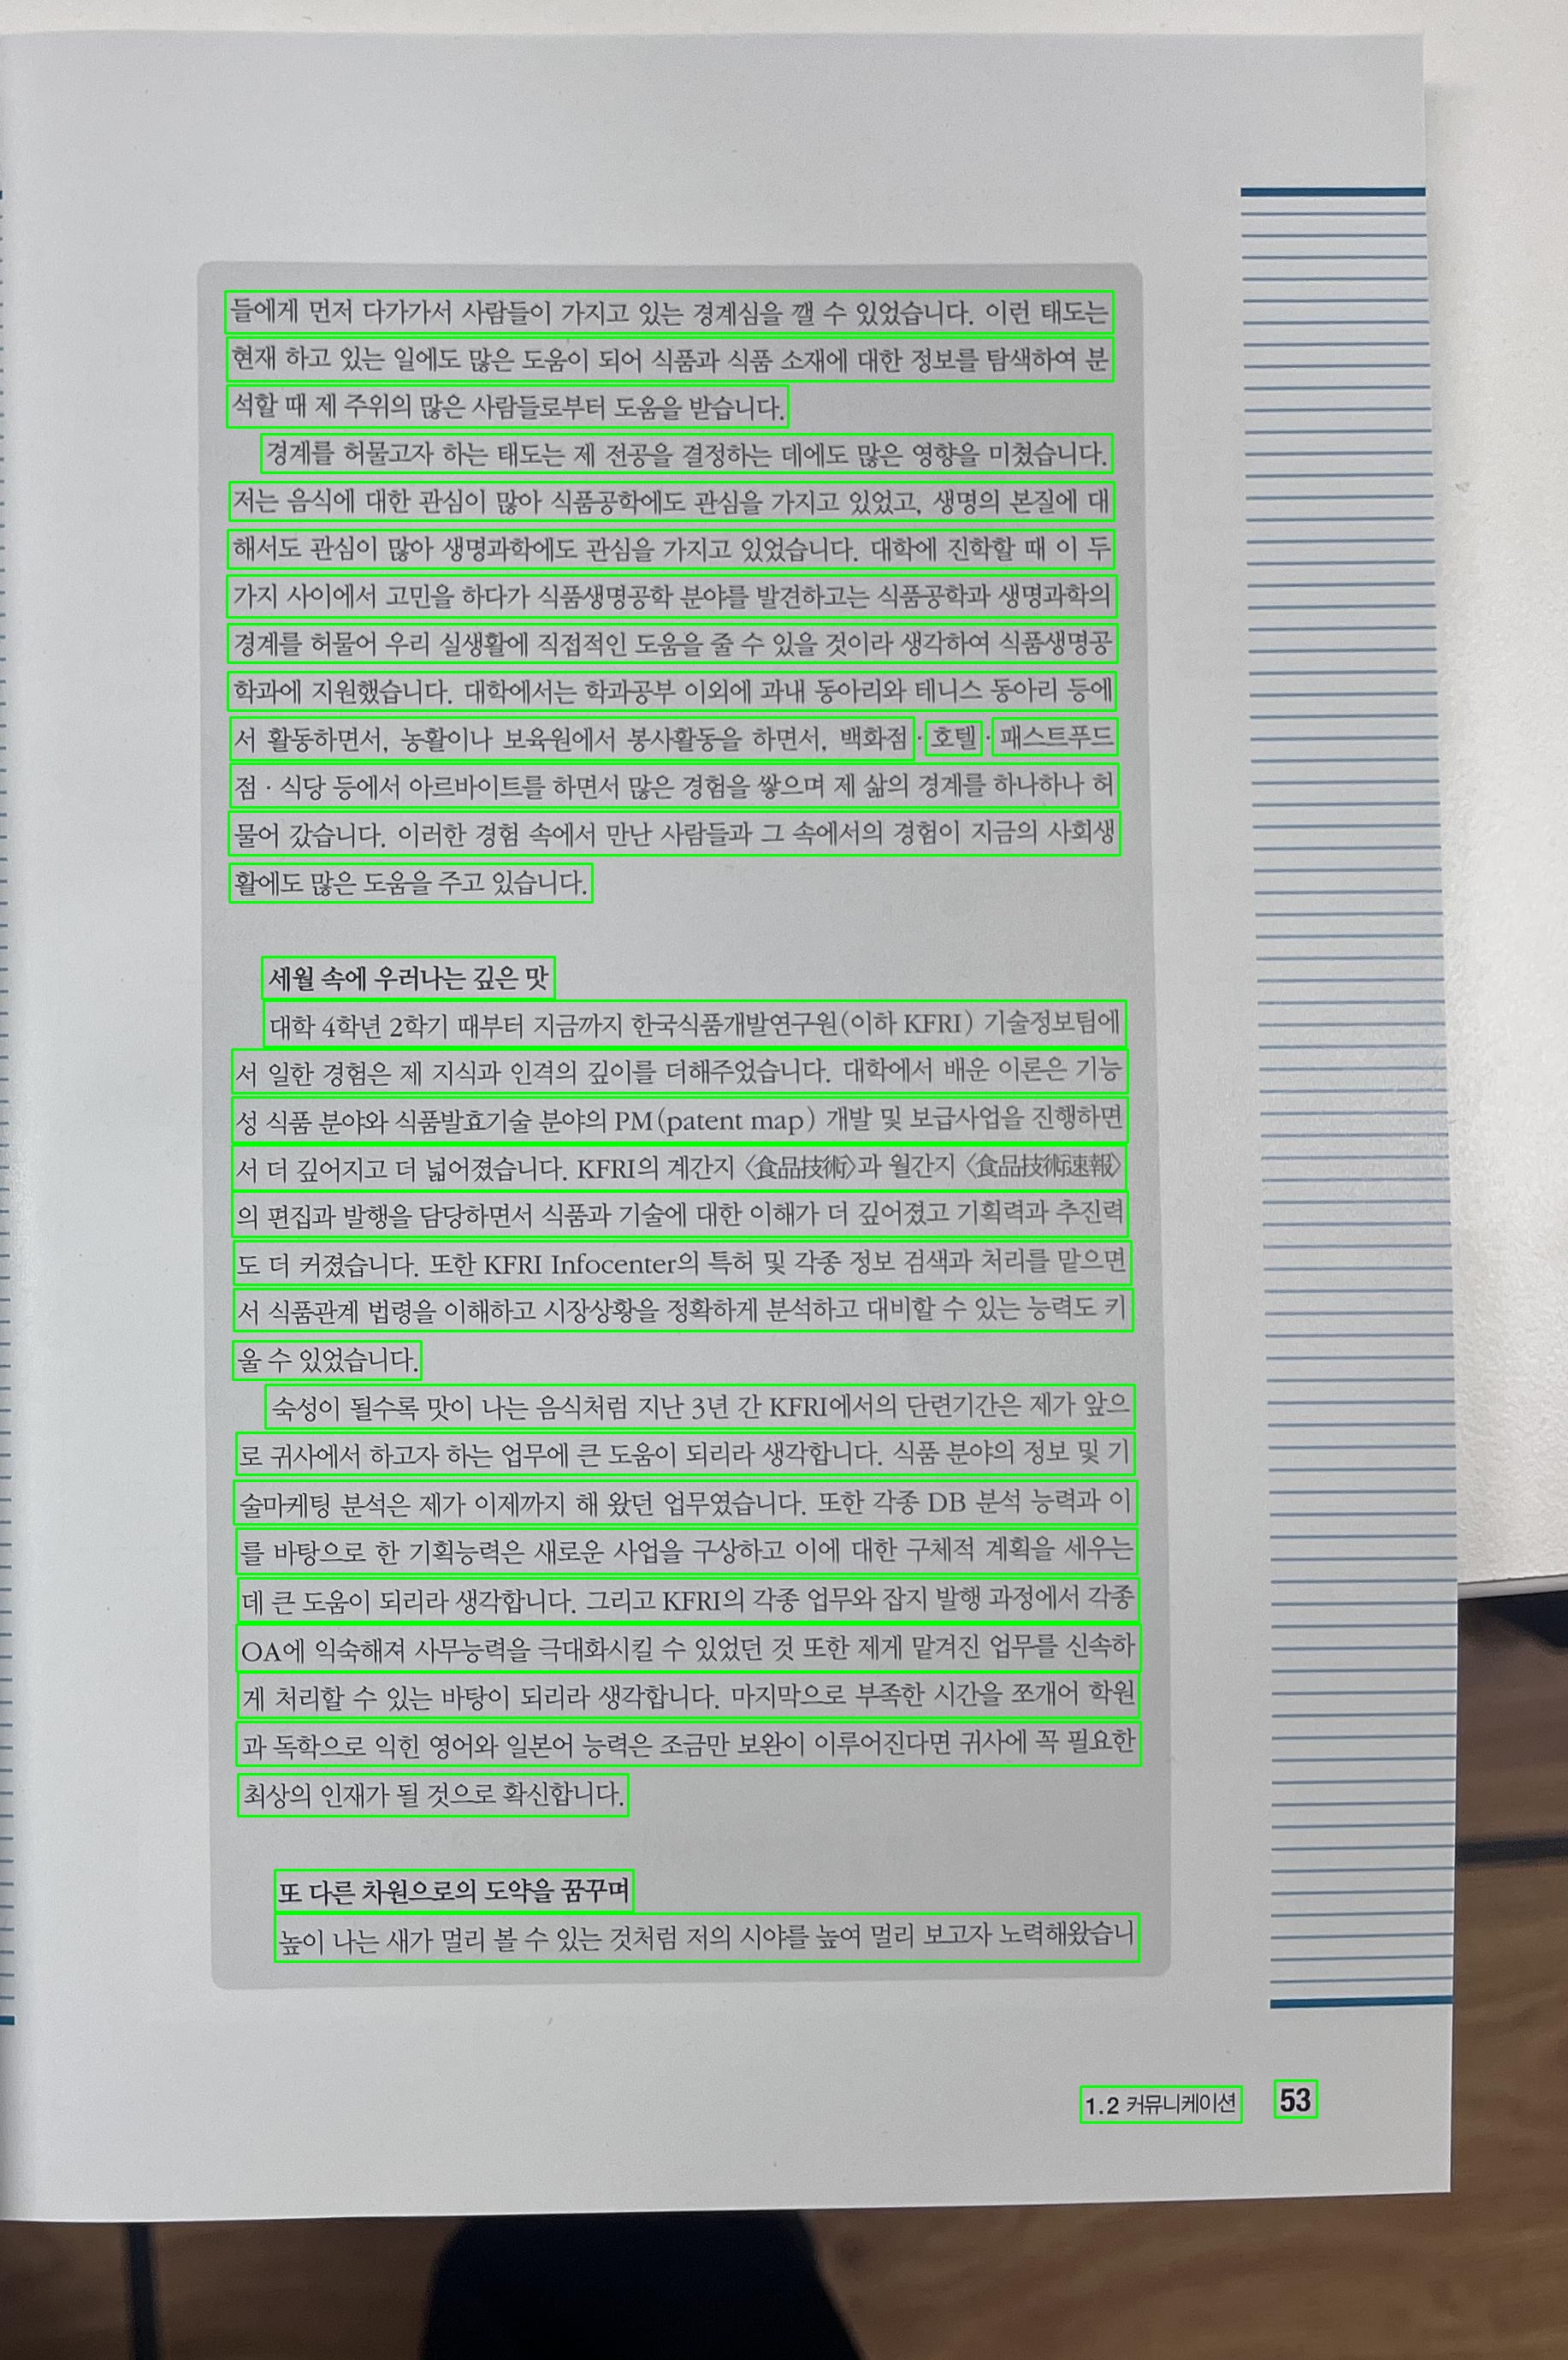 들에게 먼저 다가가서 사람들이 가지고 있는 경계심을 깰 수 있었습니다. 이런 태도는
현재 하고 있는 일에도 많은 도움이 되어 식품과 식품 소재에 대한 정보를 탐색하여 분
석할 때 제 주위의 많은 사람들로부터 도움을 받습니다.
경계를 허물고자 하는 태도는 제 전공을 결정하는 데에도 많은 영향을 미쳤습니다.
저는 음식에 대한 관심이 많아 식품공학에도 관심을 가지고 있었고, 생명의 본질에 대
해서도 관심이 많아 생명과학에도 관심을 가지고 있었습니다. 대학에 진학할 때 이 두
가지 사이에서 고민을 하다가 식품생명공학 분야를 발견하고는 식품공학과 생명과학의
경계를 허물어 우리 실생활에 직접적인 도움을 줄 수 있을 것이라 생각하여 식품생명공
학과에 지원했습니다. 대학에서는 학과공부 이외에 과내 동아리와 테니스 동아리 등에
서 활동하면서, 농활이나 보육원에서 봉사활동을 하면서, 백화점·호텔·패스트푸드
점·식당 등에서 아르바이트를 하면서 많은 경험을 쌓으며 제 삶의 경계를 하나하나 허
물어 갔습니다. 이러한 경험 속에서 만난 사람들과 그 속에서의 경험이 지금의 사회생
활에도 많은 도움을 주고 있습니다.
세월 속에 우러나는 깊은 맛
대학 4학년 2학기 때부터 지금까지 한국식품개발연구원(이하 KFRI) 기술정보팀에
서 일한 경험은 제 지식과 인격의 깊이를 더해주었습니다. 대학에서 배운 이론은 기능
성 식품 분야와 식품발효기술 분야의 PM(patent map) 개발 및 보급사업을 진행하면
서 더 깊어지고 더 넓어졌습니다. KFRI의 계간지 〈食品技術〉과 월간지 〈食品技術速報〉
의 편집과 발행을 담당하면서 식품과 기술에 대한 이해가 더 깊어졌고 기획력과 추진력
도 더 커졌습니다. 또한 KFRI Infocenter의 특허 및 각종 정보 검색과 처리를 맡으면
서 식품관계 법령을 이해하고 시장상황을 정확하게 분석하고 대비할 수 있는 능력도 키
울 수 있었습니다.
숙성이 될수록 맛이 나는 음식처럼 지난 3년 간 KFRI에서의 단련기간은 제가 앞으
로 귀사에서 하고자 하는 업무에 큰 도움이 되리라 생각합니다. 식품 분야의 정보 및 기
술마케팅 분석은 제가 이제까지 해 왔던 업무였습니다. 또한 각종 DB 분석 능력과 이
를 바탕으로 한 기획능력은 새로운 사업을 구상하고 이에 대한 구체적 계획을 세우는
데 큰 도움이 되리라 생각합니다. 그리고 KFRI의 각종 업무와 잡지 발행 과정에서 각종
OA에 익숙해져 사무능력을 극대화시킬 수 있었던 것 또한 제게 맡겨진 업무를 신속하
게 처리할 수 있는 바탕이 되리라 생각합니다. 마지막으로 부족한 시간을 쪼개어 학원
과 독학으로 익힌 영어와 일본어 능력은 조금만 보완이 이루어진다면 귀사에 꼭 필요한
최상의 인재가 될 것으로 확신합니다.
또 다른 차원으로의 도약을 꿈꾸며
높이 나는 새가 멀리 볼 수 있는 것처럼 저의 시야를 높여 멀리 보고자 노력해왔습니
1.2 커뮤니케이션 53